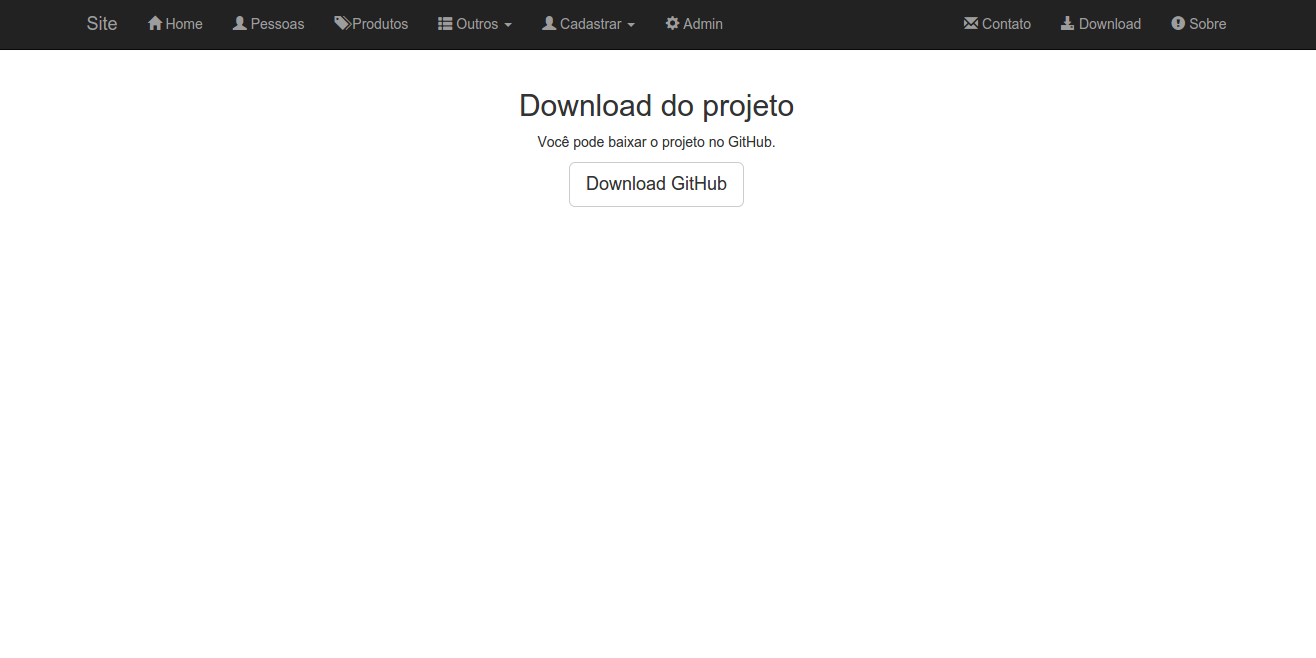 Site Home Pessoas Produtos Outros Cadastrar Admin Contato Download Sobre
Download do projeto
Você pode baixar o projeto no GitHub.
Download GitHub